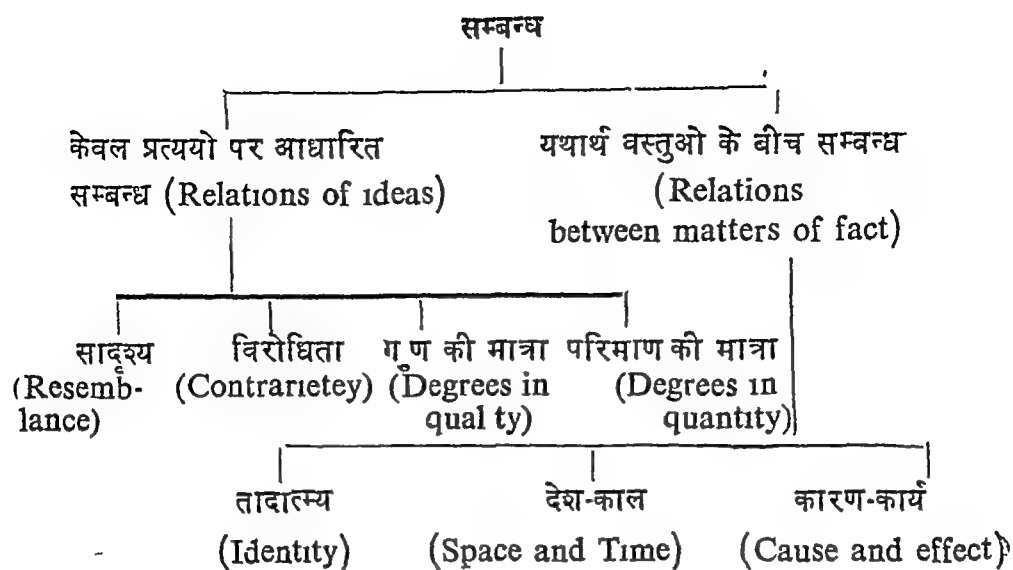 सम्बन्ध
केवल प्रत्ययो पर आधारित
सम्बन्ध (Relations of ideas)
यथार्थ वस्तुओ के बीच सम्वन्ध
(Relations
between matters of fact)
सादृश्य
(Resemb-
lance)
विरोधिता
(Contrarietey)
गुण की मात्रा
(Degrees in
qual ty)
परिमाण की मात्रा
(Degrees in
quantity)
तादात्म्य
(Identity)
देश-काल
(Space and Time)
कारण-कार्य
(Cause and effect)